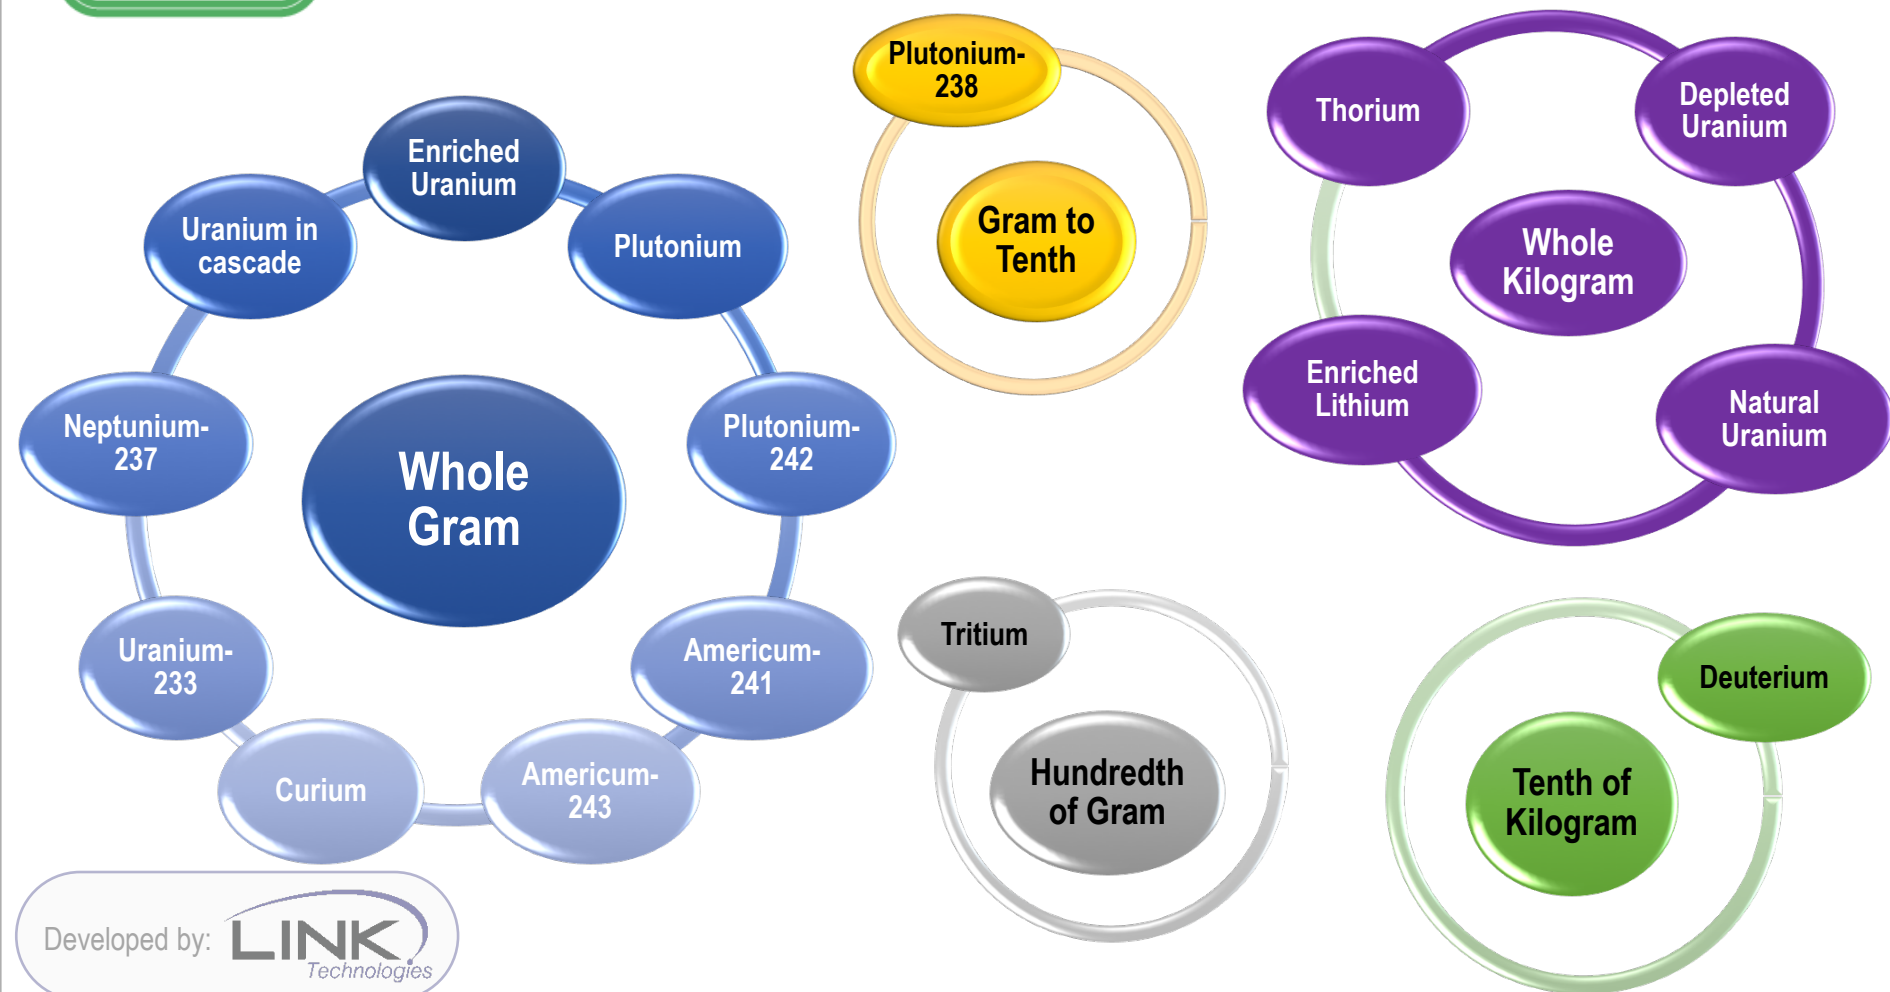 Enriched
Uranium
Plutonium
Plutonium-
242
Americum-
241
Americum-
243
Curium
Uranium-
233
Neptunium-
237
Uranium in
cascade
Whole
Gram
Plutonium-
238
Gram to
Tenth
Thorium
Depleted
Uranium
Natural
Uranium
Enriched
Lithium
Whole
Kilogram
Tritium
Hundredth
of Gram
Deuterium
Tenth of
Kilogram
Developed by: LINK
Technologies